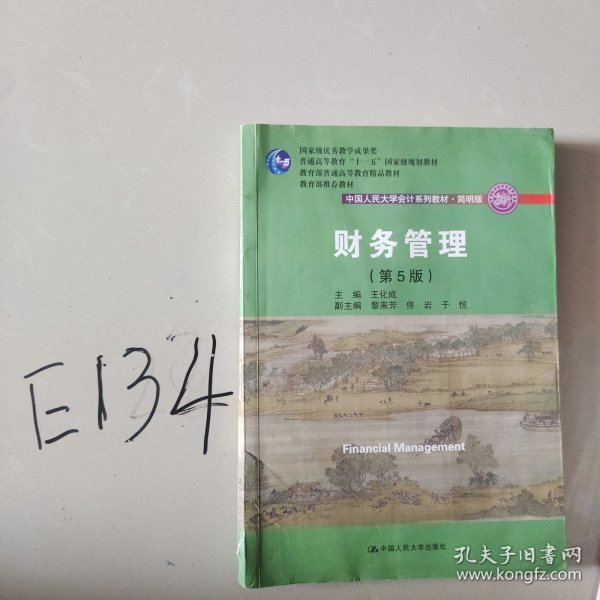 国家级优秀教学成果奖
普通高等教育“十一五”国家级规划教材
教育部普通高等教育精品教材
教育部推荐教材
中国人民大学会计系列教材·简明版
财务管理
(第5版)
主 编 王化成
副主编 黎来芳 佟 岩 于 悦
E134
Financial Management
中国人民大学出版社
孔夫子旧书网
www.kongfz.com